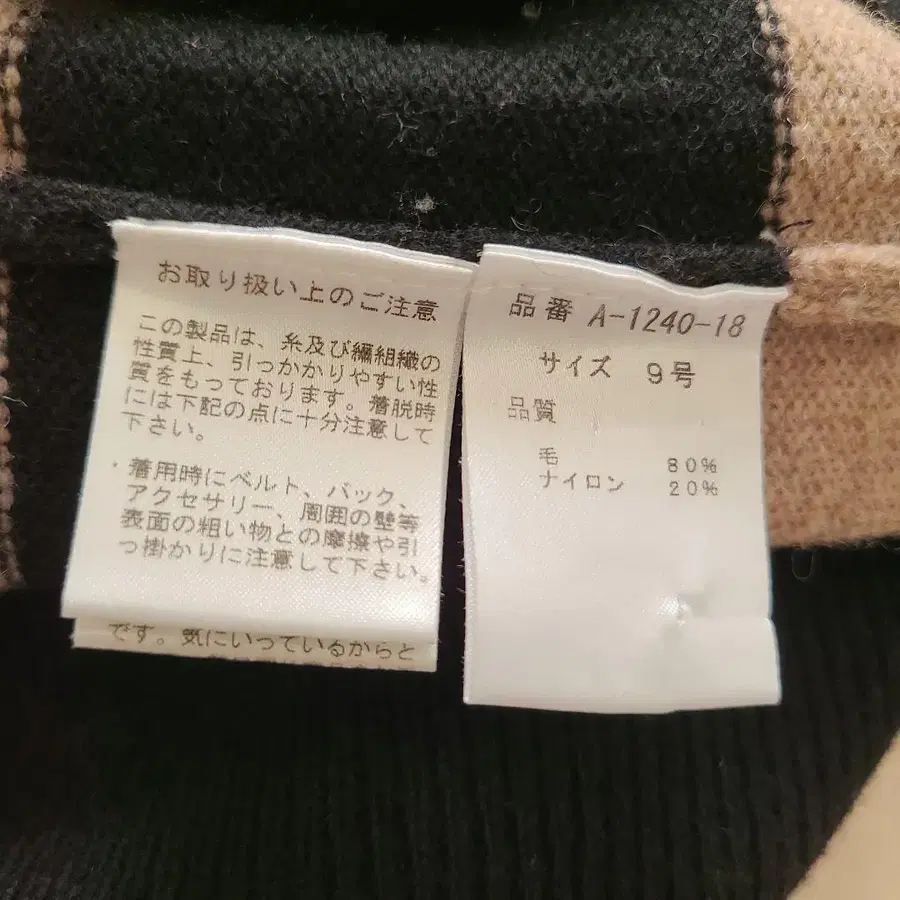 お取り扱い上のご注意
この製品は、糸及び編組織の
性質上、引っかかりやすい性
質をもっております。着脱時
には下記の点に十分注意して
下さい。
・着用時にベルト、バック、
アクセサリー、周囲の壁等
表面の粗い物との摩擦や引
っ掛かりに注意して下さい。
です。気にいっているからと
品番 A-1240-18
サイズ 9号
品質
毛 80%
ナイロン 20%